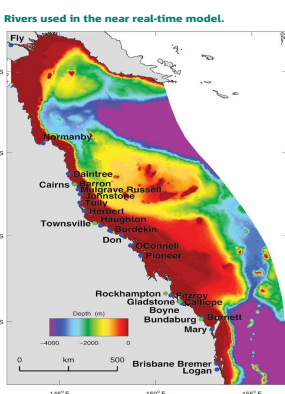 Rivers used in the near real-time model.
Fly
Normanby
Daintree
Cairns Barron
Mulgrave Russell
Johnstone
Tully
Herbert
Townsville Haughton
Burdekin
Don
OConnell
Pioneer
Rockhampton Fitzroy
Gladstone Calliope
Boyne
Bundaburg Burnett
Mary
Depth (m)
-4000 -2000 0
0 km 500
Brisbane Bremer
Logan